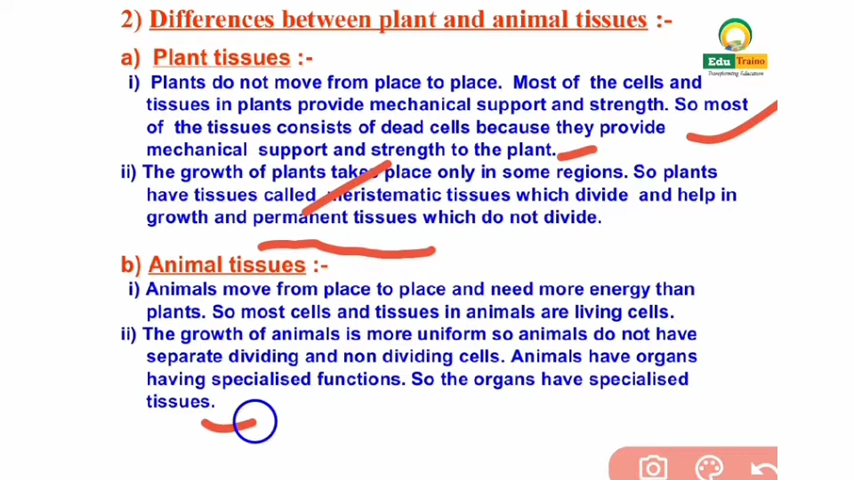 2) Differences between plant and animal tissues :-
a) Plant tissues :-
i) Plants do not move from place to place. Most of the cells and
tissues in plants provide mechanical support and strength. So most
of the tissues consists of dead cells because they provide
mechanical support and strength to the plant.
ii) The growth of plants takes place only in some regions. So plants
have tissues called meristematic tissues which divide and help in
growth and permanent tissues which do not divide.
b) Animal tissues :-
i) Animals move from place to place and need more energy than
plants. So most cells and tissues in animals are living cells.
ii) The growth of animals is more uniform so animals do not have
separate dividing and non dividing cells. Animals have organs
having specialised functions. So the organs have specialised
tissues.
Edu Traino
Transforming Education